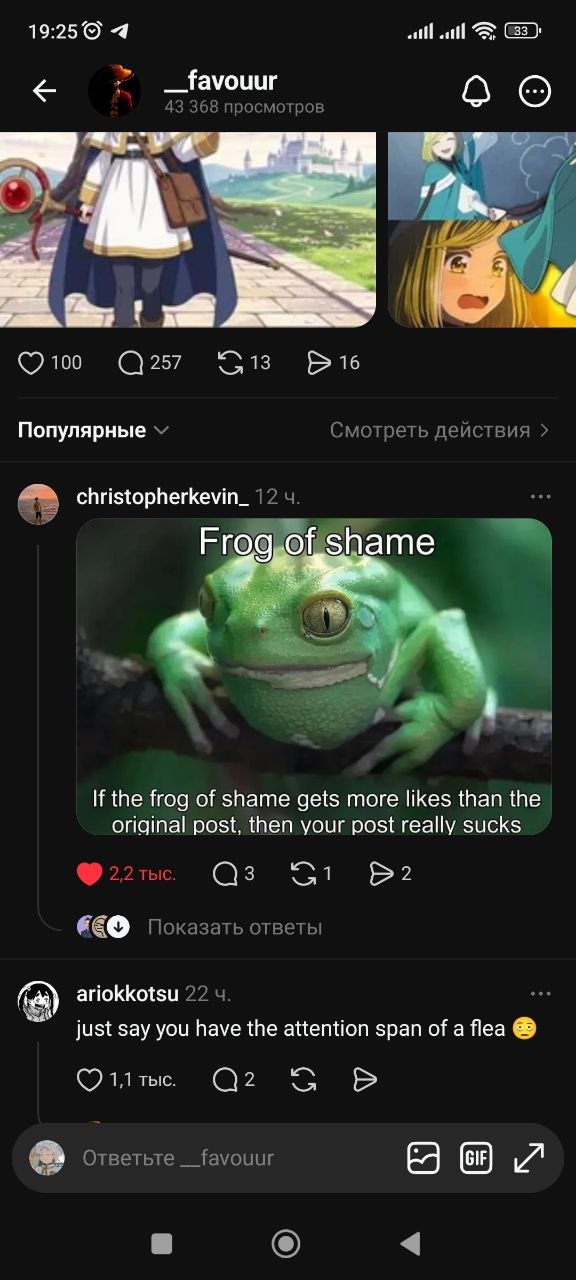 19:25
33
__favouur
43 368 просмотров
100 257 13 16
Популярные
Смотреть действия
christopherkevin_ 12 ч.
Frog of shame
If the frog of shame gets more likes than the
original post, then your post really sucks
2,2 тыс. 3 1 2
Показать ответы
ariokkotsu 22 ч.
just say you have the attention span of a flea
1,1 тыс. 2
Ответьте __favouur
GIF